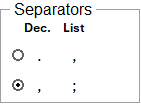 Separators
Dec. List
. ,
, ;